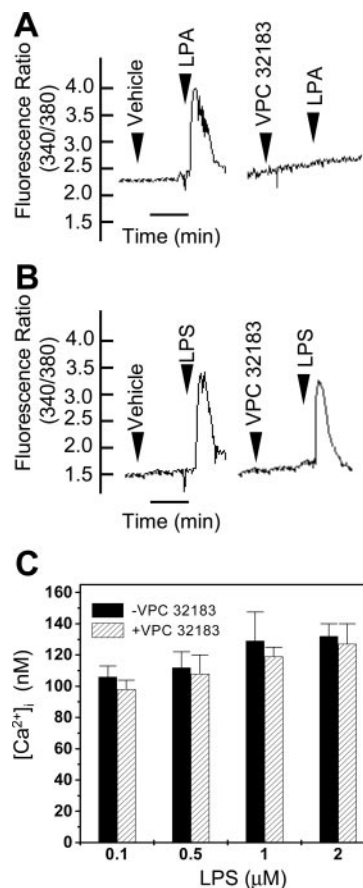 A
Fluorescence Ratio
(340/380)
4.0
3.5
3.0
2.5
2.0
1.5
Vehicle
LPA
VPC 32183
LPA
Time (min)
B
Fluorescence Ratio
(340/380)
4.0
3.5
3.0
2.5
2.0
1.5
Vehicle
LPS
VPC 32183
LPS
Time (min)
C
[Ca²⁺]ᵢ (nM)
160
140
120
100
80
60
40
20
0
-VPC 32183
+VPC 32183
0.1 0.5 1 2
LPS (μM)